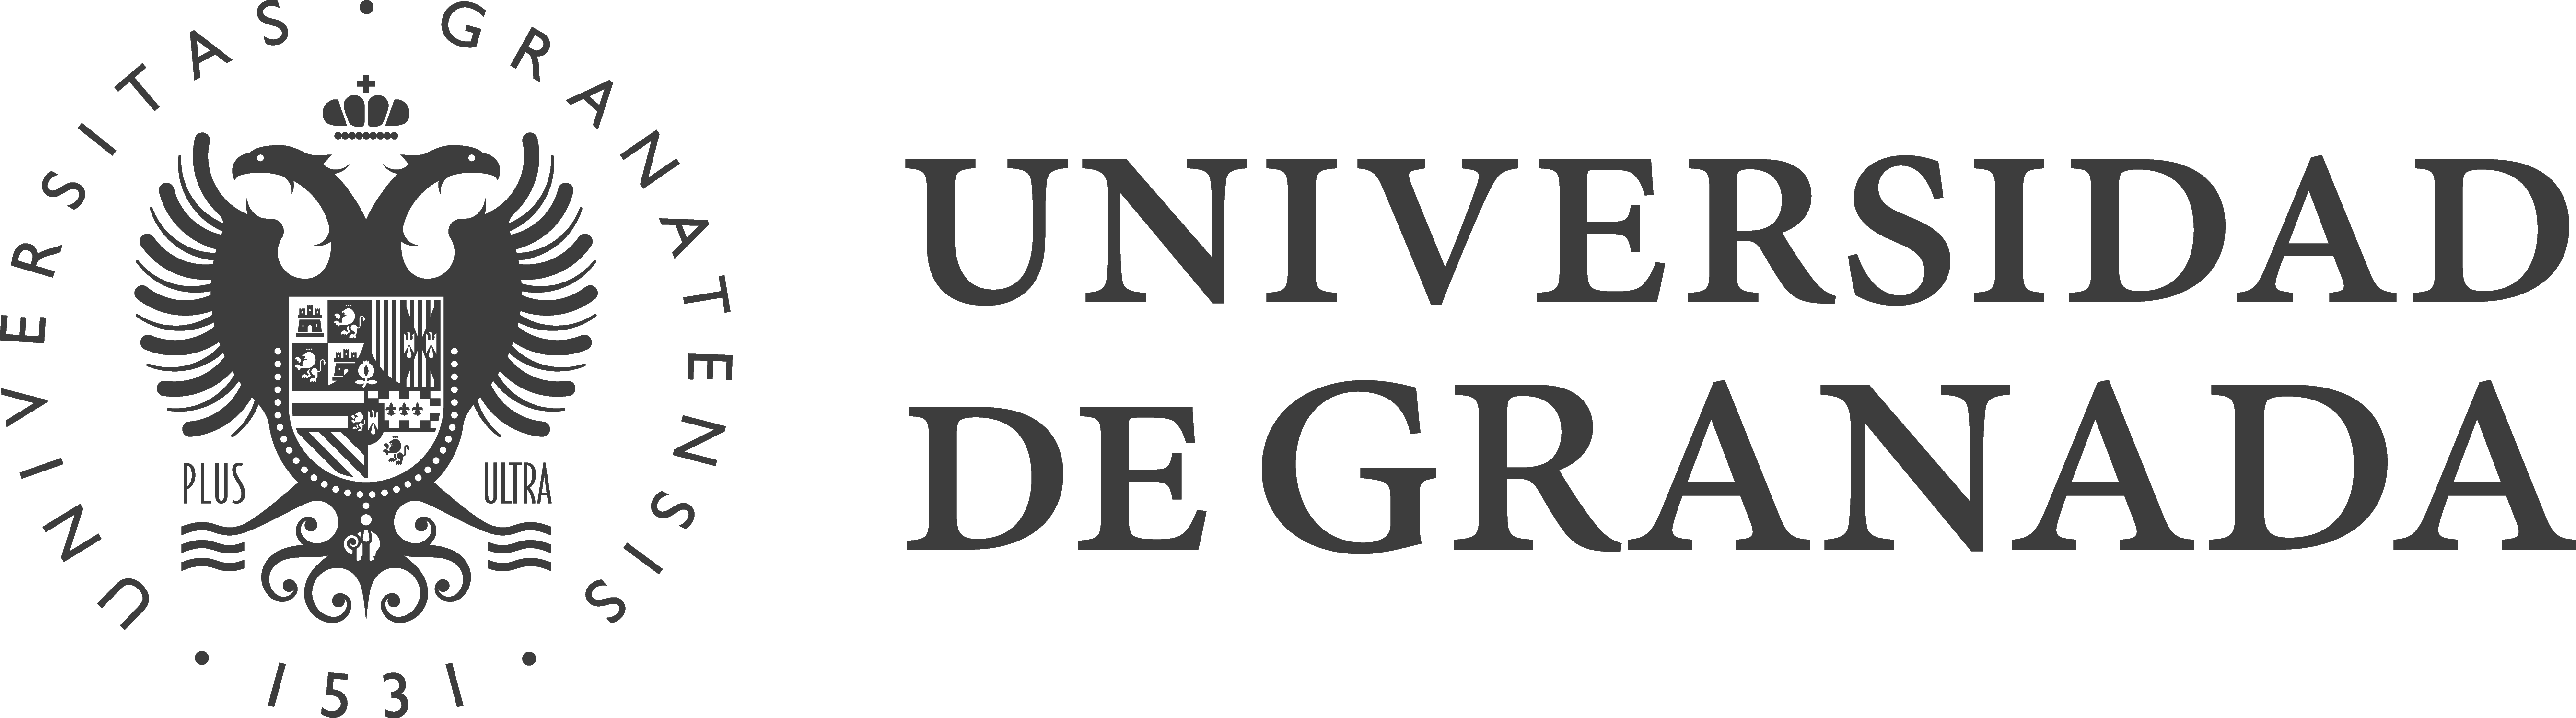 UNIVERSITAS · GRANATENSIS
PLUS ULTRA
· 1531 ·
UNIVERSIDAD
DE GRANADA